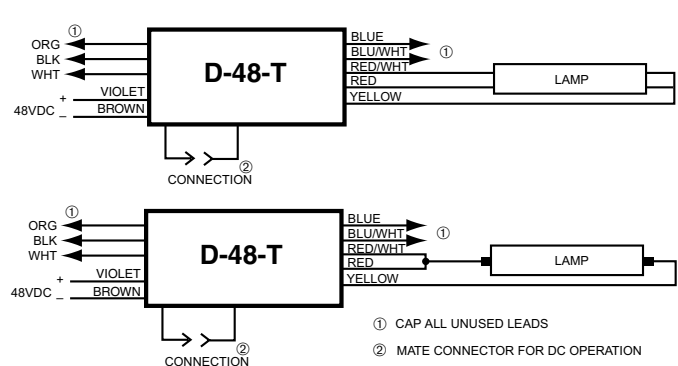 ①
ORG
BLK
WHT
+ VIOLET
48VDC
– BROWN
D-48-T
BLUE
BLU/WHT
①
RED/WHT
RED
YELLOW
LAMP
②
CONNECTION
①
ORG
BLK
WHT
+ VIOLET
48VDC
– BROWN
D-48-T
BLUE
BLU/WHT
①
RED/WHT
RED
YELLOW
LAMP
②
CONNECTION
① CAP ALL UNUSED LEADS
② MATE CONNECTOR FOR DC OPERATION